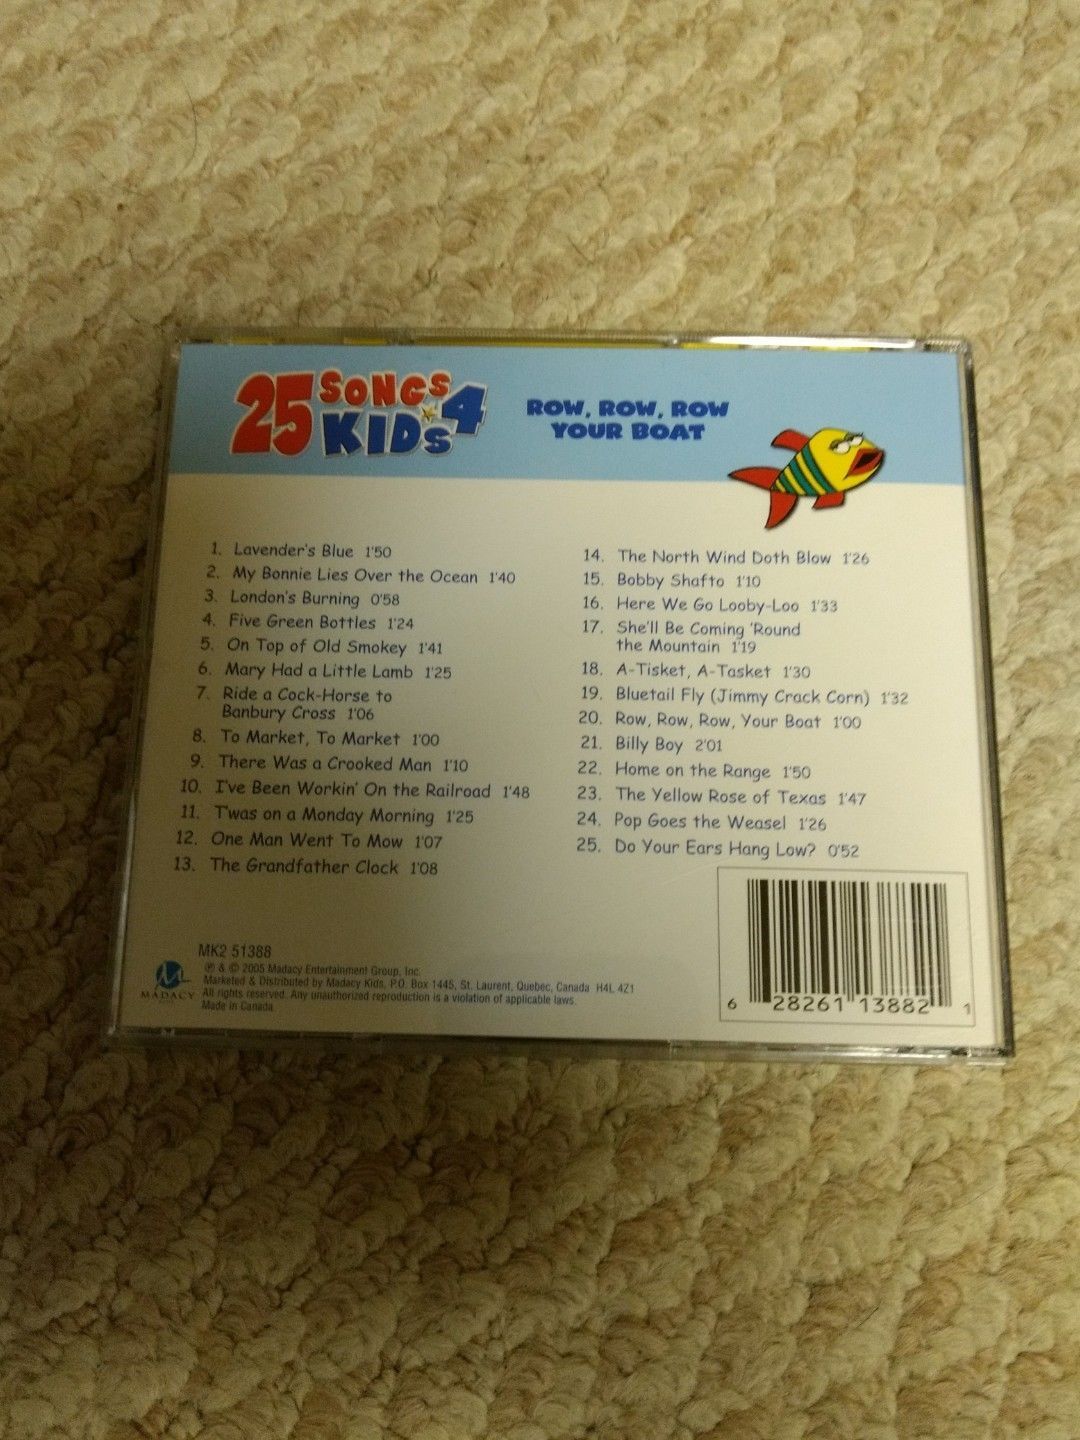 25 SONGS
4 KIDS
ROW, ROW, ROW
YOUR BOAT
1. Lavender's Blue 1'50
2. My Bonnie Lies Over the Ocean 1'40
3. London's Burning 0'58
4. Five Green Bottles 1'24
5. On Top of Old Smokey 1'41
6. Mary Had a Little Lamb 1'25
7. Ride a Cock-Horse to
Banbury Cross 1'06
8. To Market, To Market 1'00
9. There Was a Crooked Man 1'10
10. I've Been Workin' On the Railroad 1'48
11. T'was on a Monday Morning 1'25
12. One Man Went To Mow 1'07
13. The Grandfather Clock 1'08
14. The North Wind Doth Blow 1'26
15. Bobby Shafto 1'10
16. Here We Go Looby-Loo 1'33
17. She'll Be Coming 'Round
the Mountain 1'19
18. A-Tisket, A-Tasket 1'30
19. Bluetail Fly (Jimmy Crack Corn) 1'32
20. Row, Row, Row, Your Boat 1'00
21. Billy Boy 2'01
22. Home on the Range 1'50
23. The Yellow Rose of Texas 1'47
24. Pop Goes the Weasel 1'26
25. Do Your Ears Hang Low? 0'52
MK2 51388
℗ & © 2005 Madacy Entertainment Group, Inc.
Marketed & Distributed by Madacy Kids, P.O. Box 1445, St. Laurent, Quebec, Canada H4L 4Z1
All rights reserved. Any unauthorized reproduction is a violation of applicable laws.
Made in Canada
MADACY
6 28261 13882 1